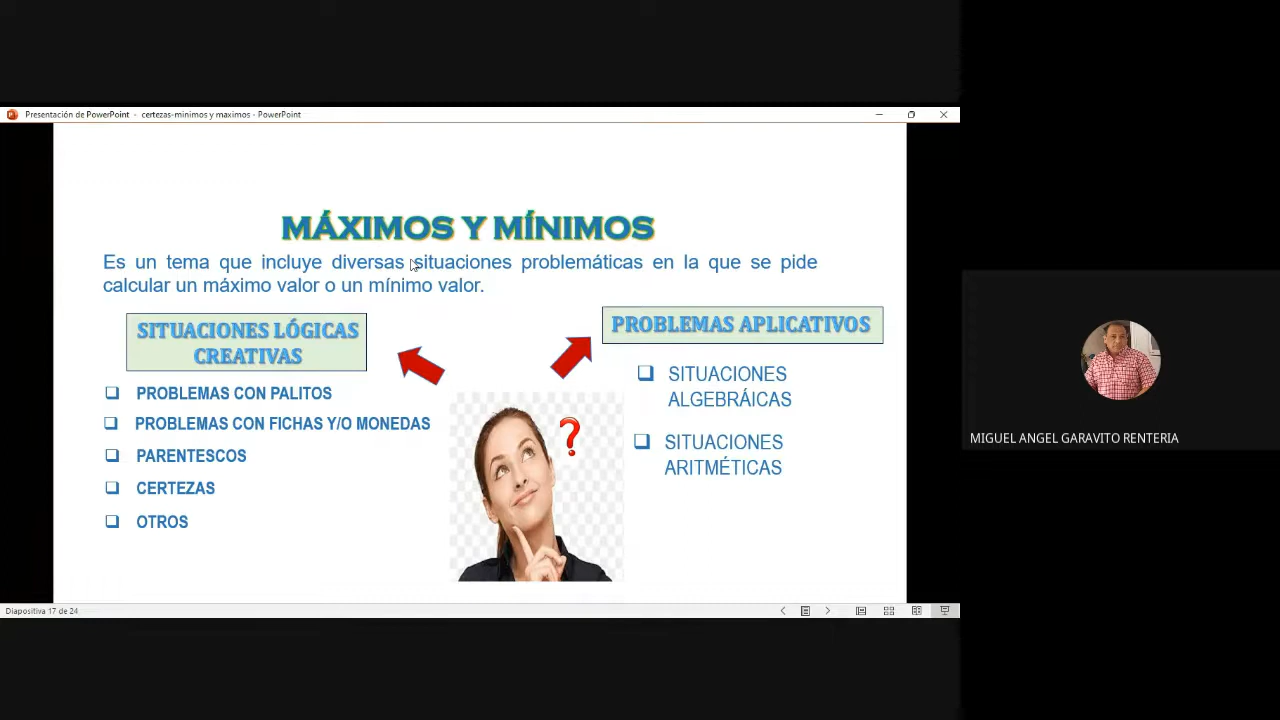 Presentación de PowerPoint - certezas-minimos y maximos - PowerPoint
MÁXIMOS Y MÍNIMOS
Es un tema que incluye diversas situaciones problemáticas en la que se pide
calcular un máximo valor o un mínimo valor.
SITUACIONES LÓGICAS
CREATIVAS
PROBLEMAS CON PALITOS
PROBLEMAS CON FICHAS Y/O MONEDAS
PARENTESCOS
CERTEZAS
OTROS
?
PROBLEMAS APLICATIVOS
SITUACIONES
ALGEBRÁICAS
SITUACIONES
ARITMÉTICAS
MIGUEL ANGEL GARAVITO RENTERIA
Diapositiva 17 de 24